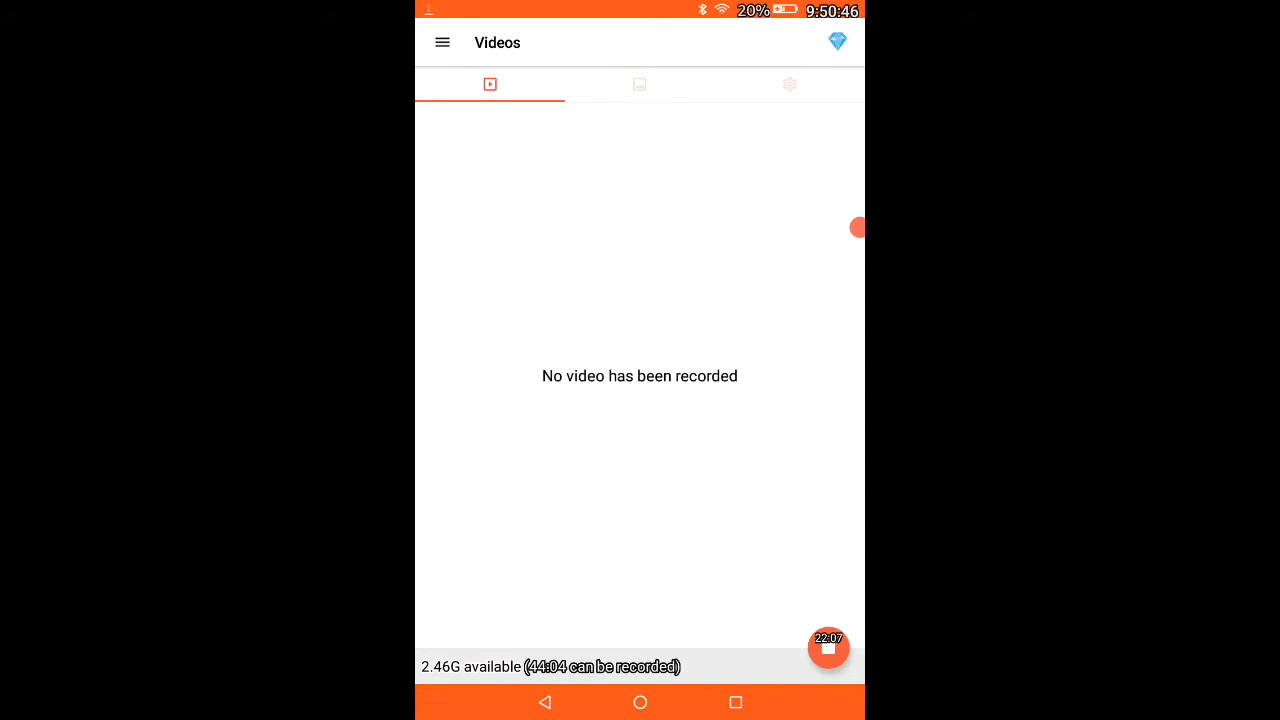 20% 9:50:46
Videos
No video has been recorded
22:07
2.46G available (44:04 can be recorded)